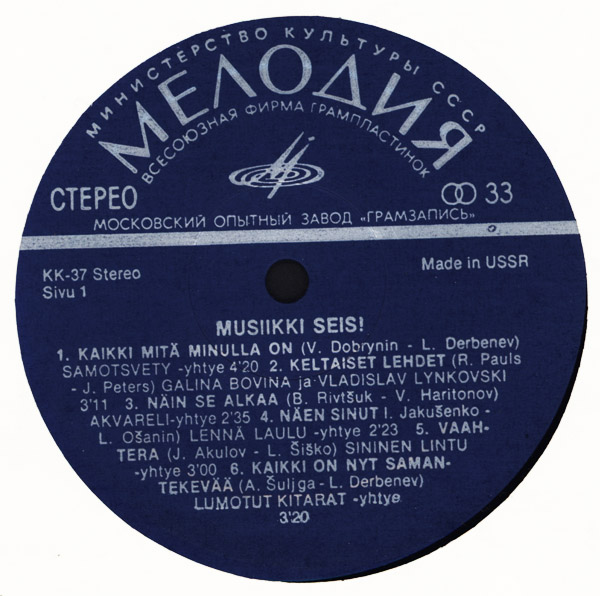 МИНИСТЕРСТВО КУЛЬТУРЫ СССР
МЕЛОДИЯ
ВСЕСОЮЗНАЯ ФИРМА ГРАМПЛАСТИНОК
СТЕРЕО
33
МОСКОВСКИЙ ОПЫТНЫЙ ЗАВОД «ГРАМЗАПИСЬ»
KK-37 Stereo
Sivu 1
Made in USSR
MUSIIKKI SEIS!
1. KAIKKI MITÄ MINULLA ON (V. Dobrynin - L. Derbenev)
SAMOTSVETY -yhtye 4'20 2. KELTAISET LEHDET (R. Pauls
- J. Peters) GALINA BOVINA ja VLADISLAV LYNKOVSKI
3'11 3. NÄIN SE ALKAA (B. Rivtšuk - V. Haritonov)
AKVARELI-yhtye 2'35 4. NÄEN SINUT I. Jakušenko -
L. Ošanin) LENNÄ LAULU -yhtye 2'23 5. VAAH-
TERA (J. Akulov - L. Šiško) SININEN LINTU
-yhtye 3'00 6. KAIKKI ON NYT SAMAN-
TEKEVÄÄ (A. Šuljga - L. Derbenev)
LUMOTUT KITARAT -yhtye
3'20